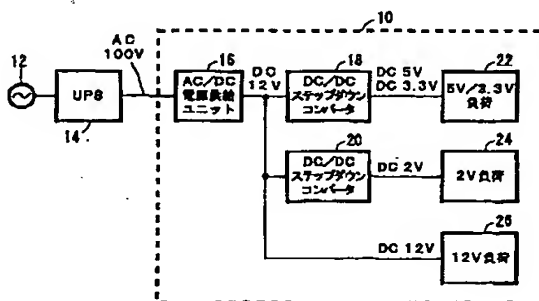 10
12
AC
100V
UPS
14
16
AC/DC
電源供給
ユニット
DC
12V
18
DC/DC
ステップダウン
コンバータ
DC 5V
DC 3.3V
22
5V/3.3V
負荷
20
DC/DC
ステップダウン
コンバータ
DC 2V
24
2V負荷
DC 12V
26
12V負荷